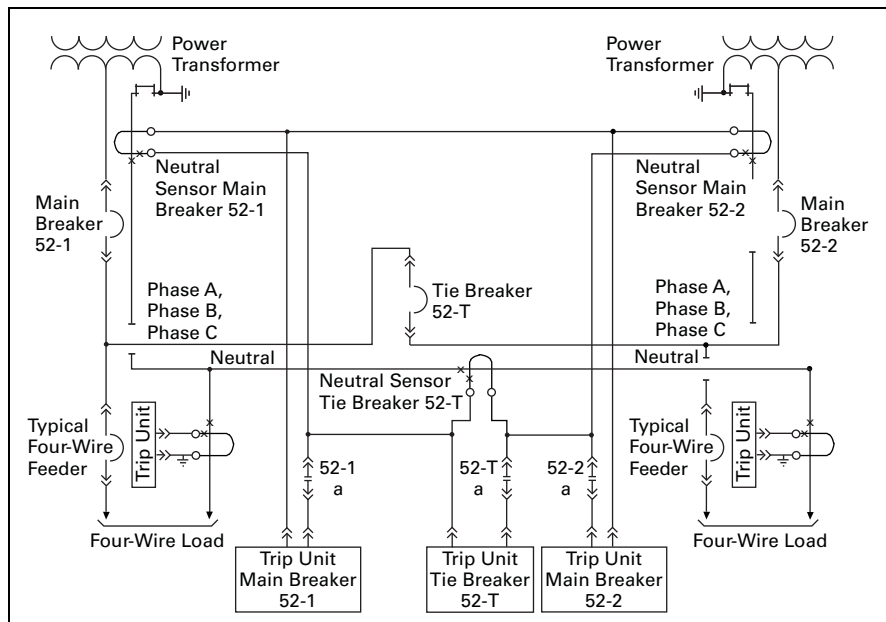 Power
Transformer
Power
Transformer
Neutral
Sensor Main
Breaker 52-1
Neutral
Sensor Main
Breaker 52-2
Main
Breaker
52-1
Main
Breaker
52-2
Tie Breaker
52-T
Phase A,
Phase B,
Phase C
Phase A,
Phase B,
Phase C
Neutral
Neutral
Neutral Sensor
Tie Breaker 52-T
Typical
Four-Wire
Feeder
Trip Unit
Typical
Four-Wire
Feeder
Trip Unit
52-1
a
52-T
a
52-2
a
Four-Wire Load
Four-Wire Load
Trip Unit
Main Breaker
52-1
Trip Unit
Tie Breaker
52-T
Trip Unit
Main Breaker
52-2